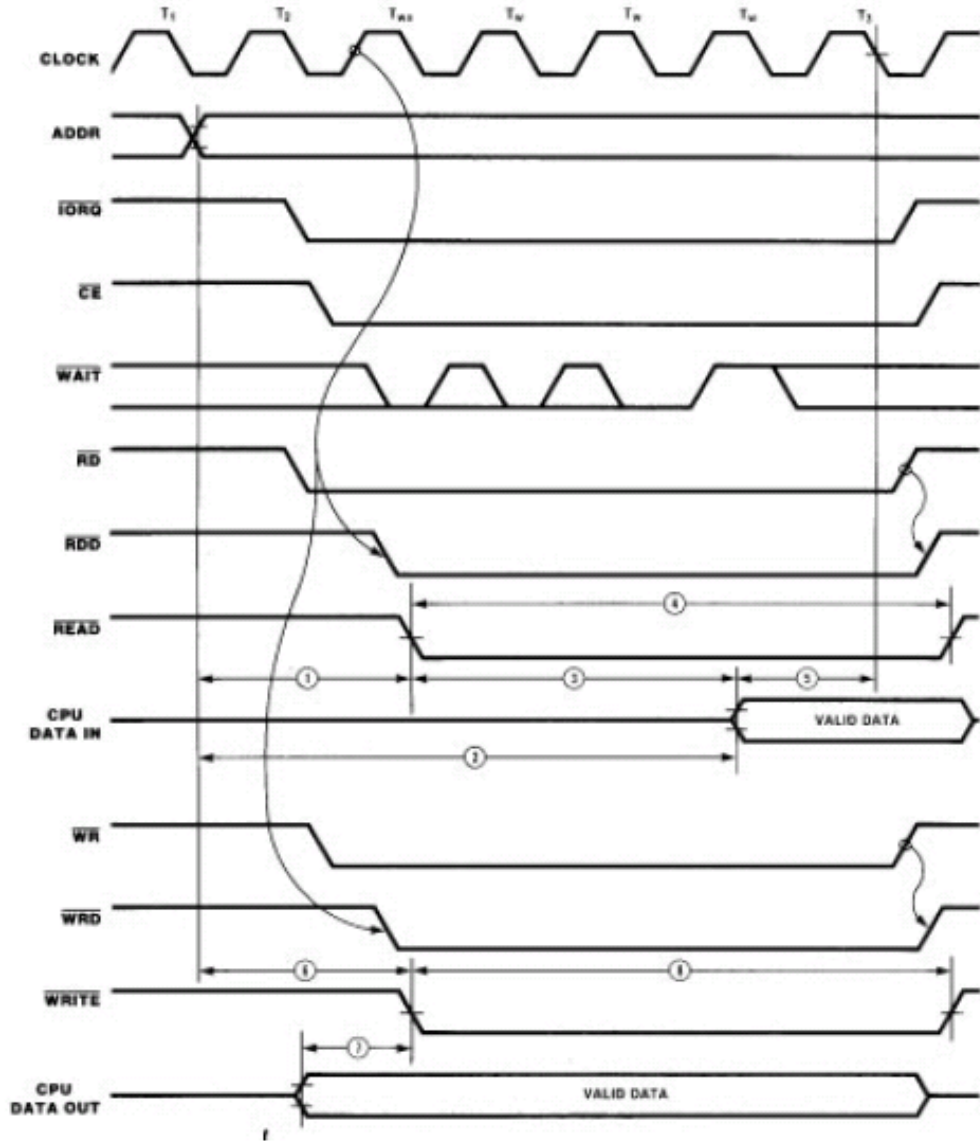 T1 T2 TWA TW TW TW T3
CLOCK
ADDR
IORQ
CE
WAIT
RD
RDD
4
READ
1 3 5
CPU
DATA IN
VALID DATA
2
WR
WRD
6 8
WRITE
7
CPU
DATA OUT
VALID DATA